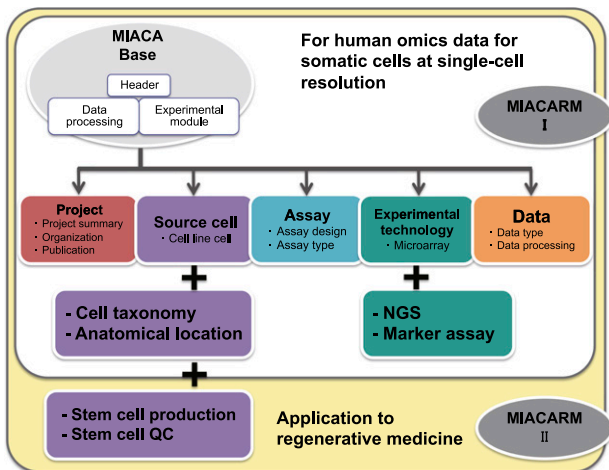 MIACA
Base
Header
Data
processing
Experimental
module
For human omics data for
somatic cells at single-cell
resolution
MIACARM
I
Project
· Project summary
· Organization
· Publication
Source cell
· Cell line cell
Assay
· Assay design
· Assay type
Experimental
technology
· Microarray
Data
· Data type
· Data processing
+
+
- Cell taxonomy
- Anatomical location
- NGS
- Marker assay
+
- Stem cell production
- Stem cell QC
Application to
regenerative medicine
MIACARM
II